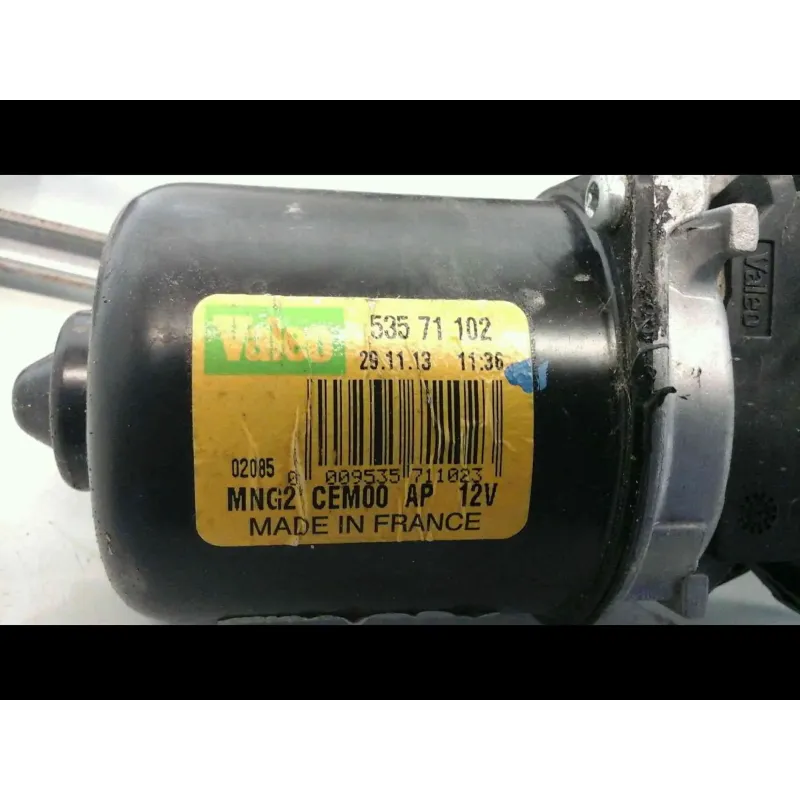 Valeo 535 71 102
29.11.13 11:36
02085 0 009535 711023
MNG2 CEM00 AP 12V
MADE IN FRANCE
Valeo